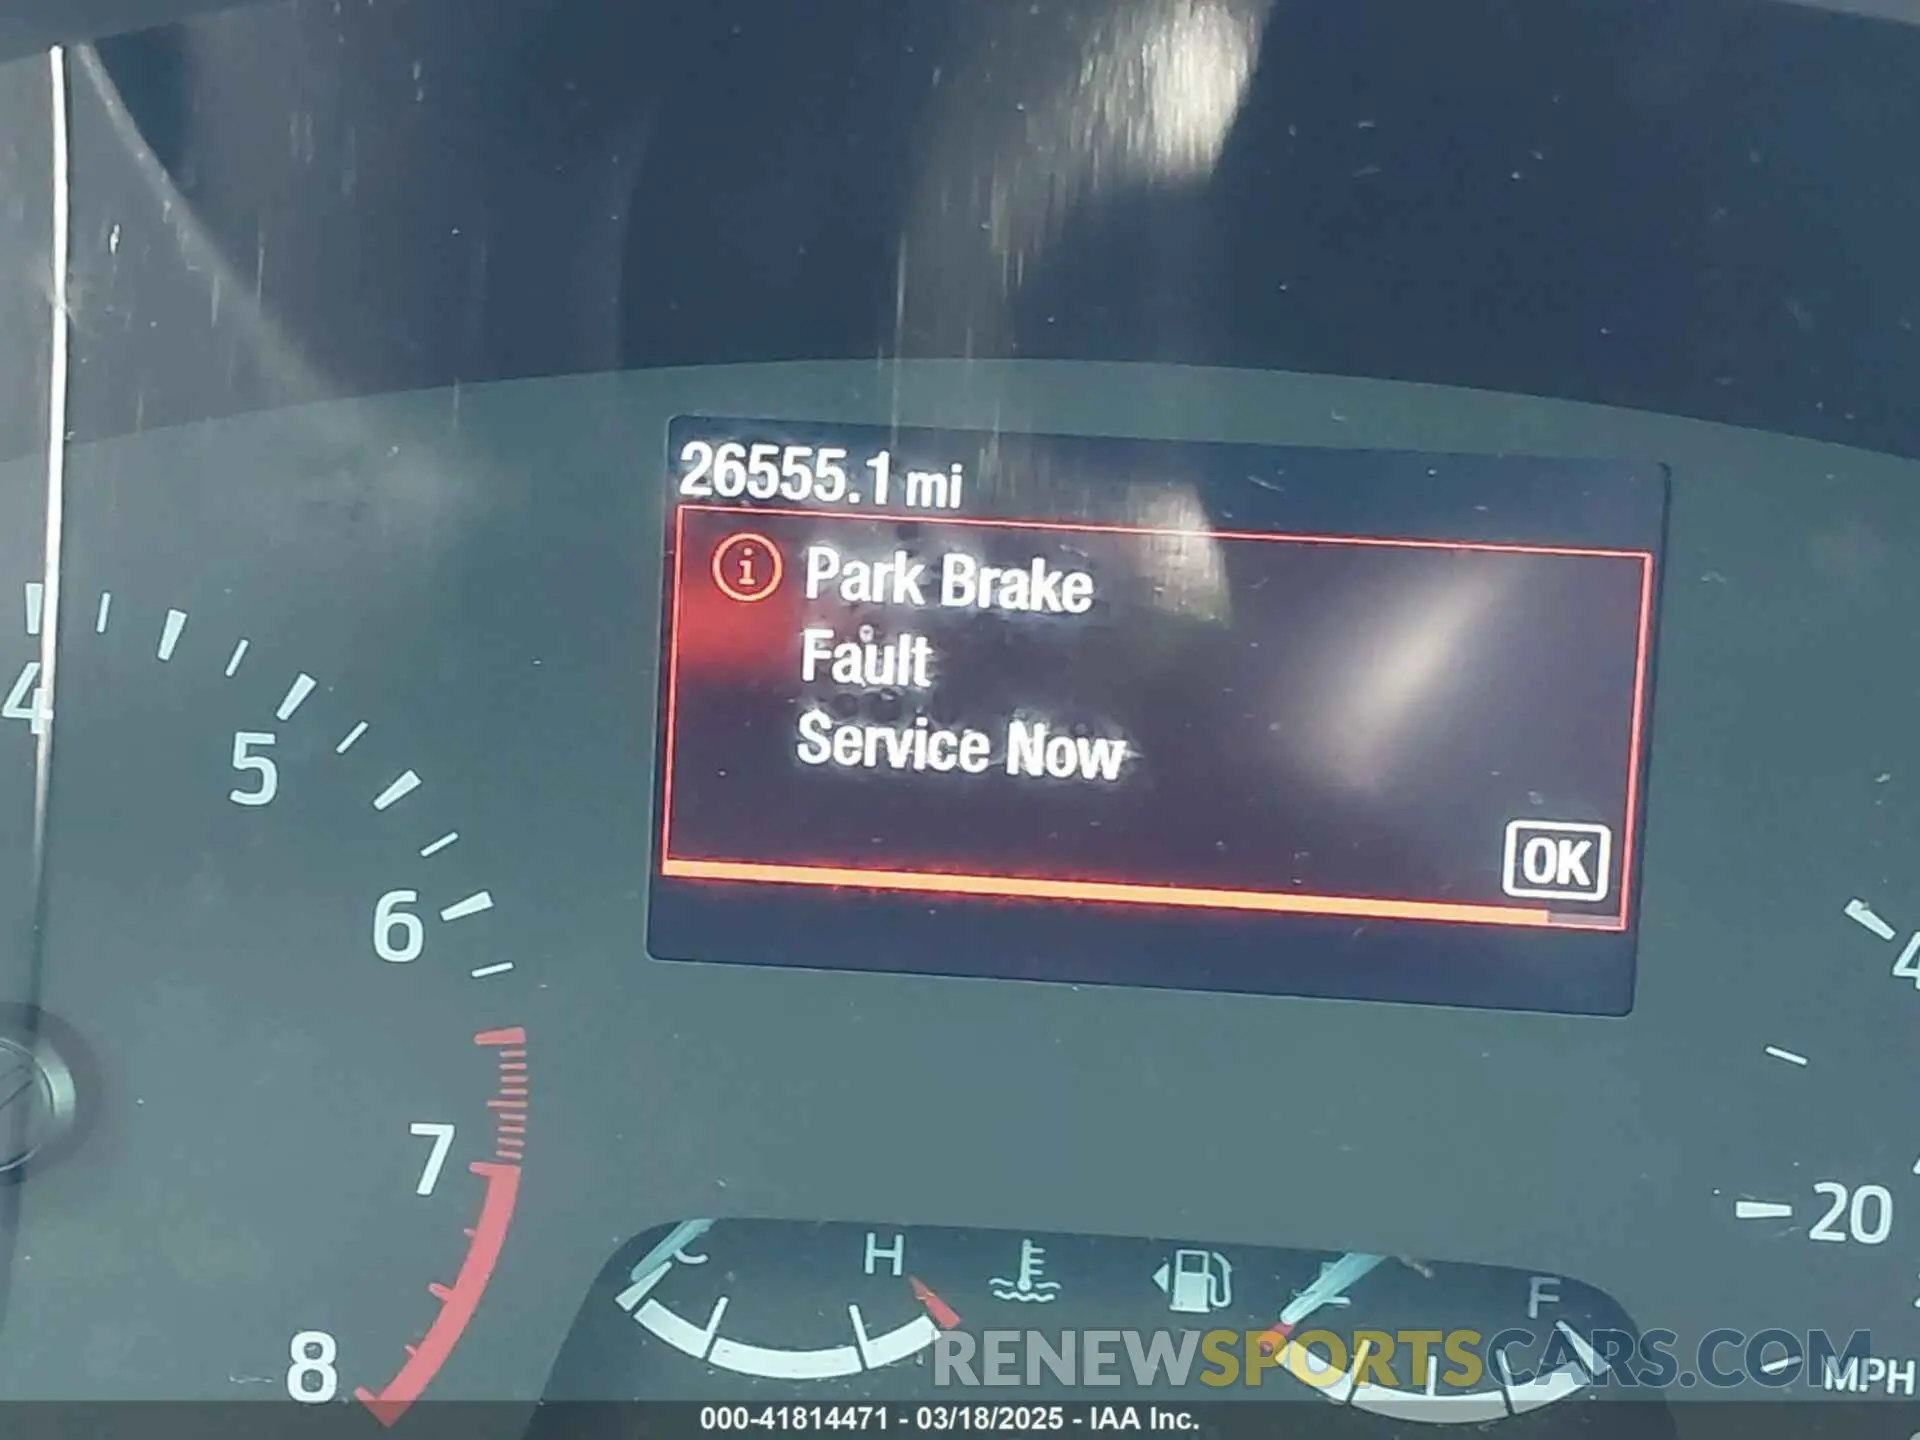 26555.1 mi
i Park Brake
Fault
Service Now
OK
4
5
6
7
8
4
20
MPH
C H
E F
RENEWSPORTSCARS.COM
000-41814471 - 03/18/2025 - IAA Inc.